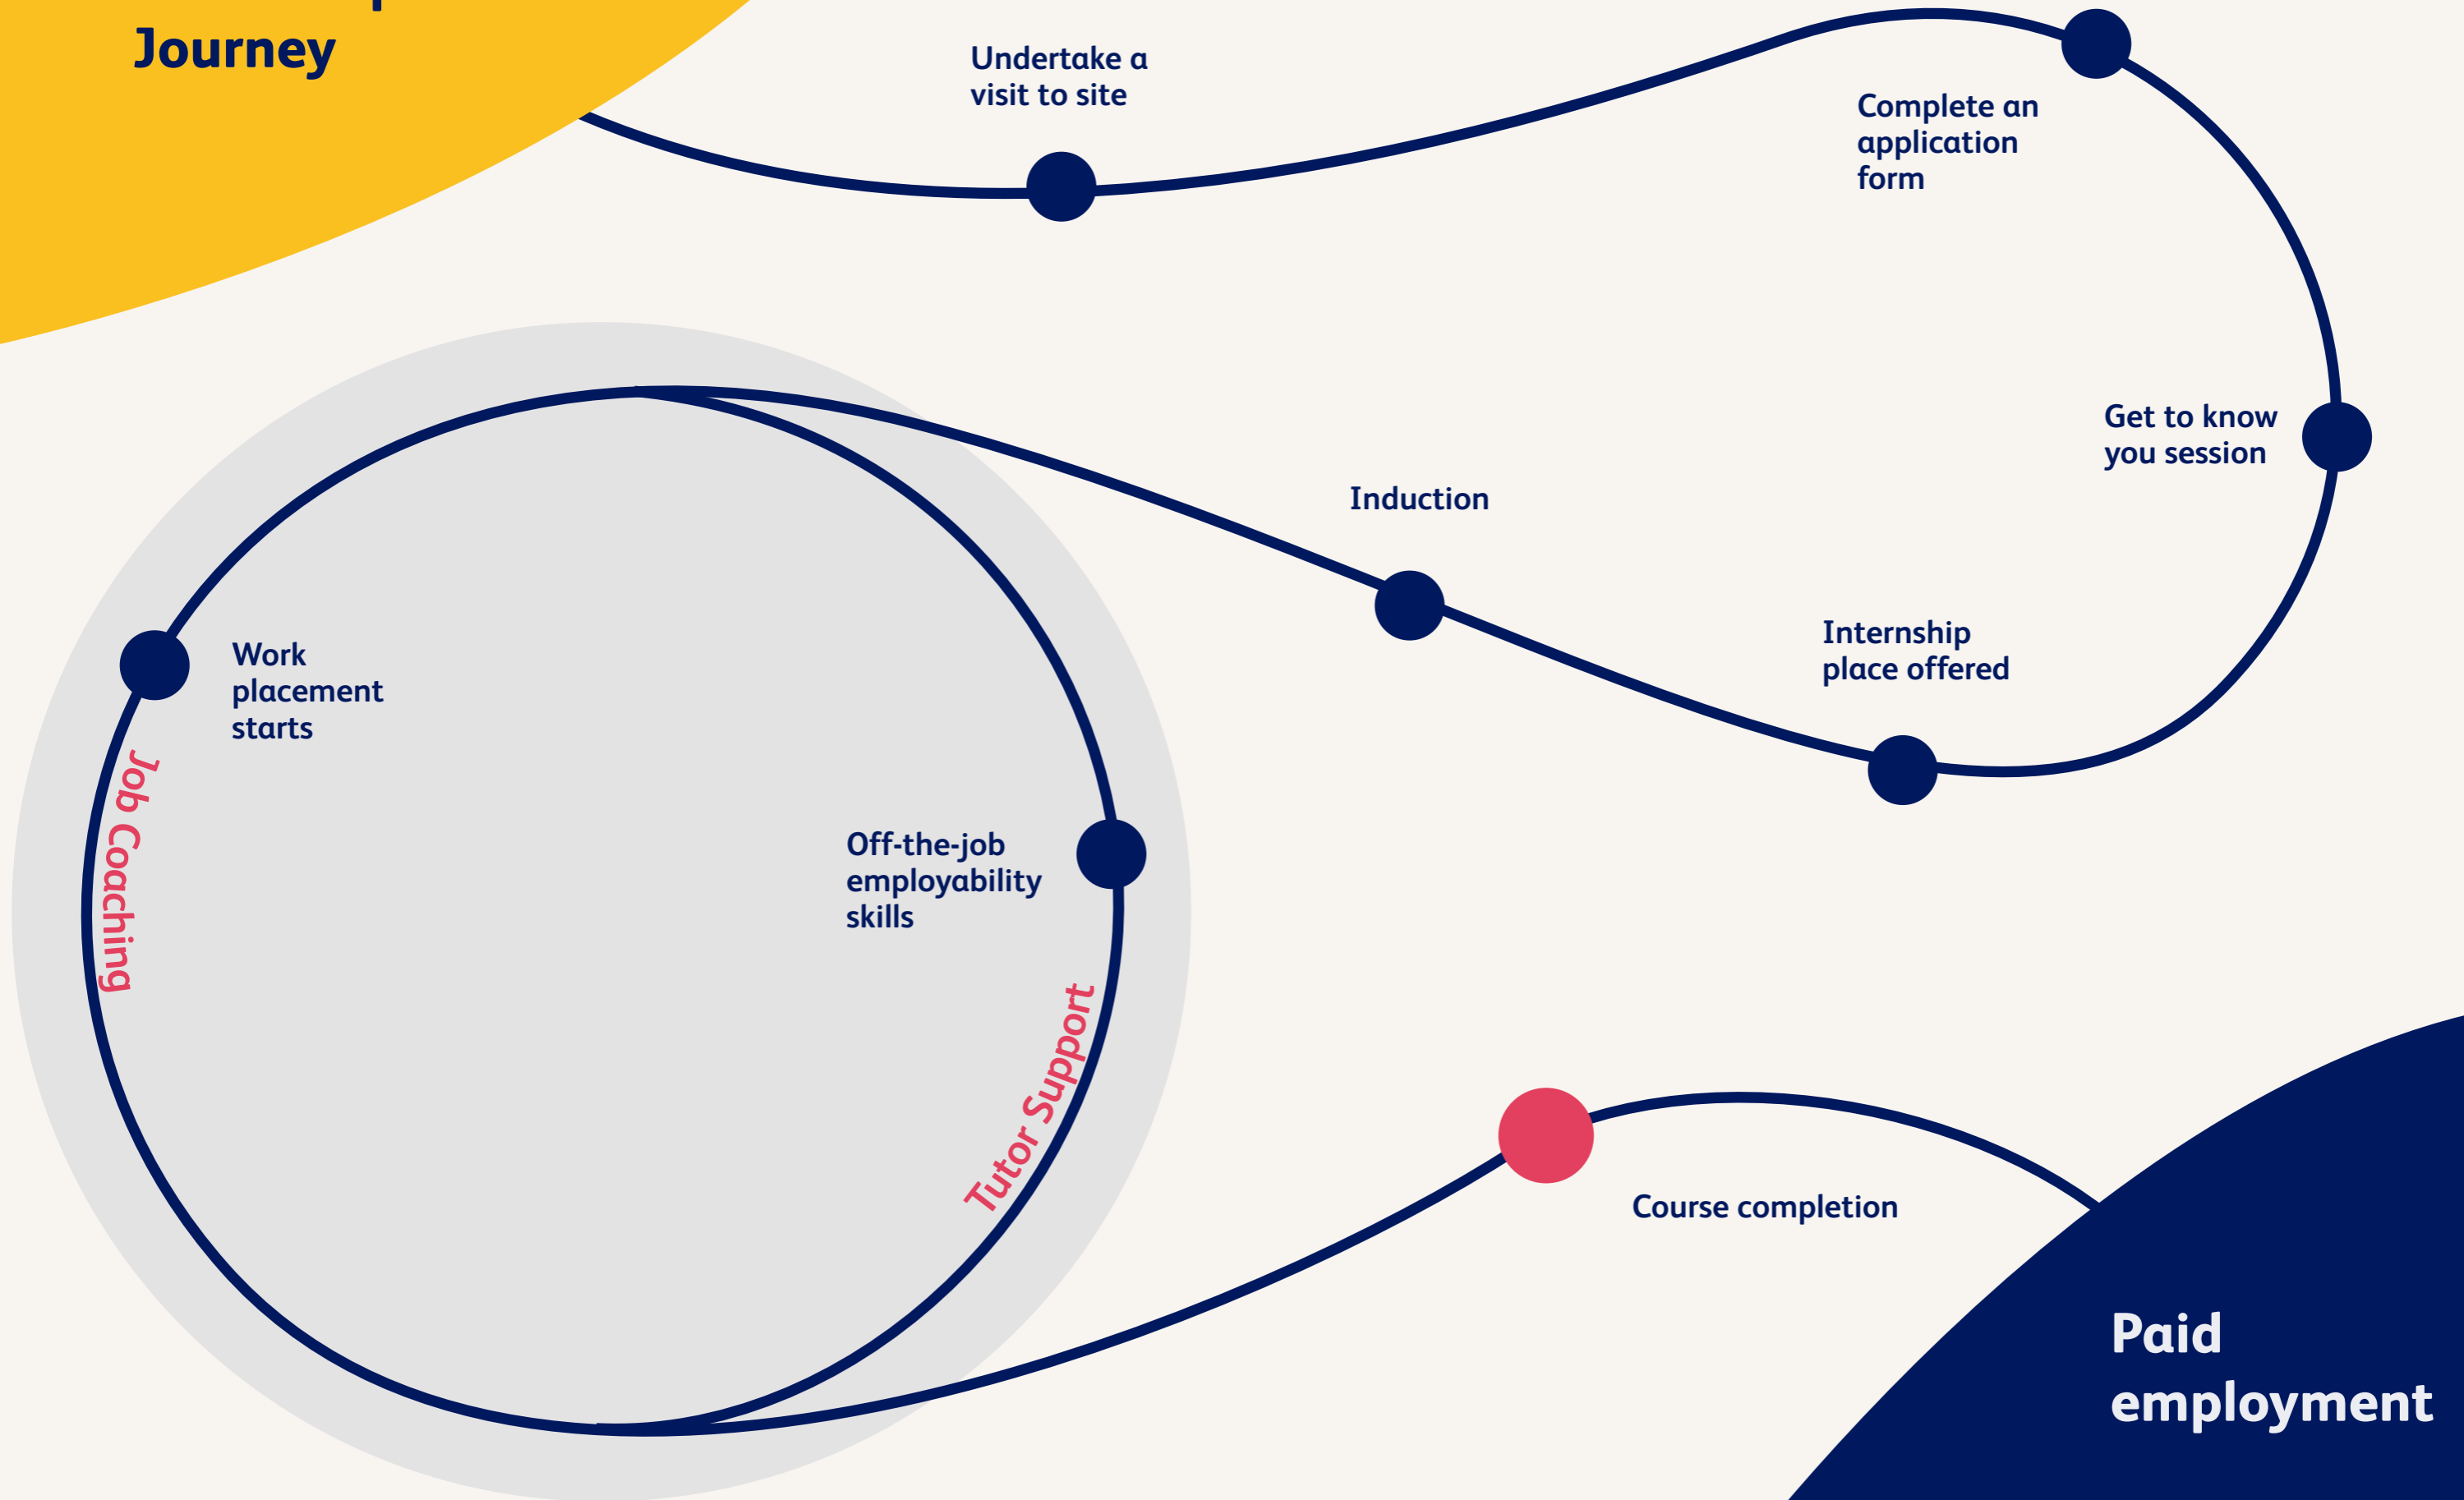 Journey
Undertake a
visit to site
Complete an
application
form
Get to know
you session
Internship
place offered
Induction
Work
placement
starts
Job Coaching
Off-the-job
employability
skills
Tutor Support
Course completion
Paid
employment